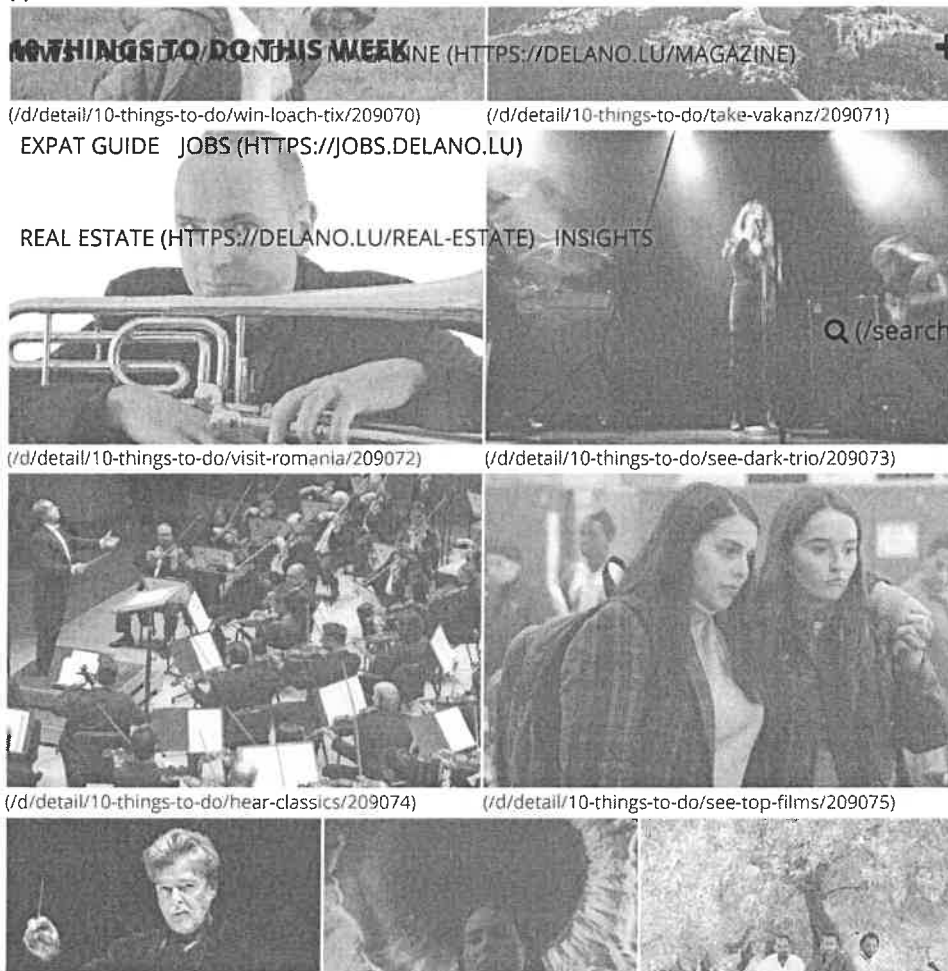 10 THINGS TO DO THIS WEEK
NEWS AGENDA (/AGENDA) MAGAZINE (HTTPS://DELANO.LU/MAGAZINE)
(/d/detail/10-things-to-do/win-loach-tix/209070) (/d/detail/10-things-to-do/take-vakanz/209071)
EXPAT GUIDE JOBS (HTTPS://JOBS.DELANO.LU)
REAL ESTATE (HTTPS://DELANO.LU/REAL-ESTATE) INSIGHTS
(/search
(/d/detail/10-things-to-do/visit-romania/209072) (/d/detail/10-things-to-do/see-dark-trio/209073)
(/d/detail/10-things-to-do/hear-classics/209074) (/d/detail/10-things-to-do/see-top-films/209075)